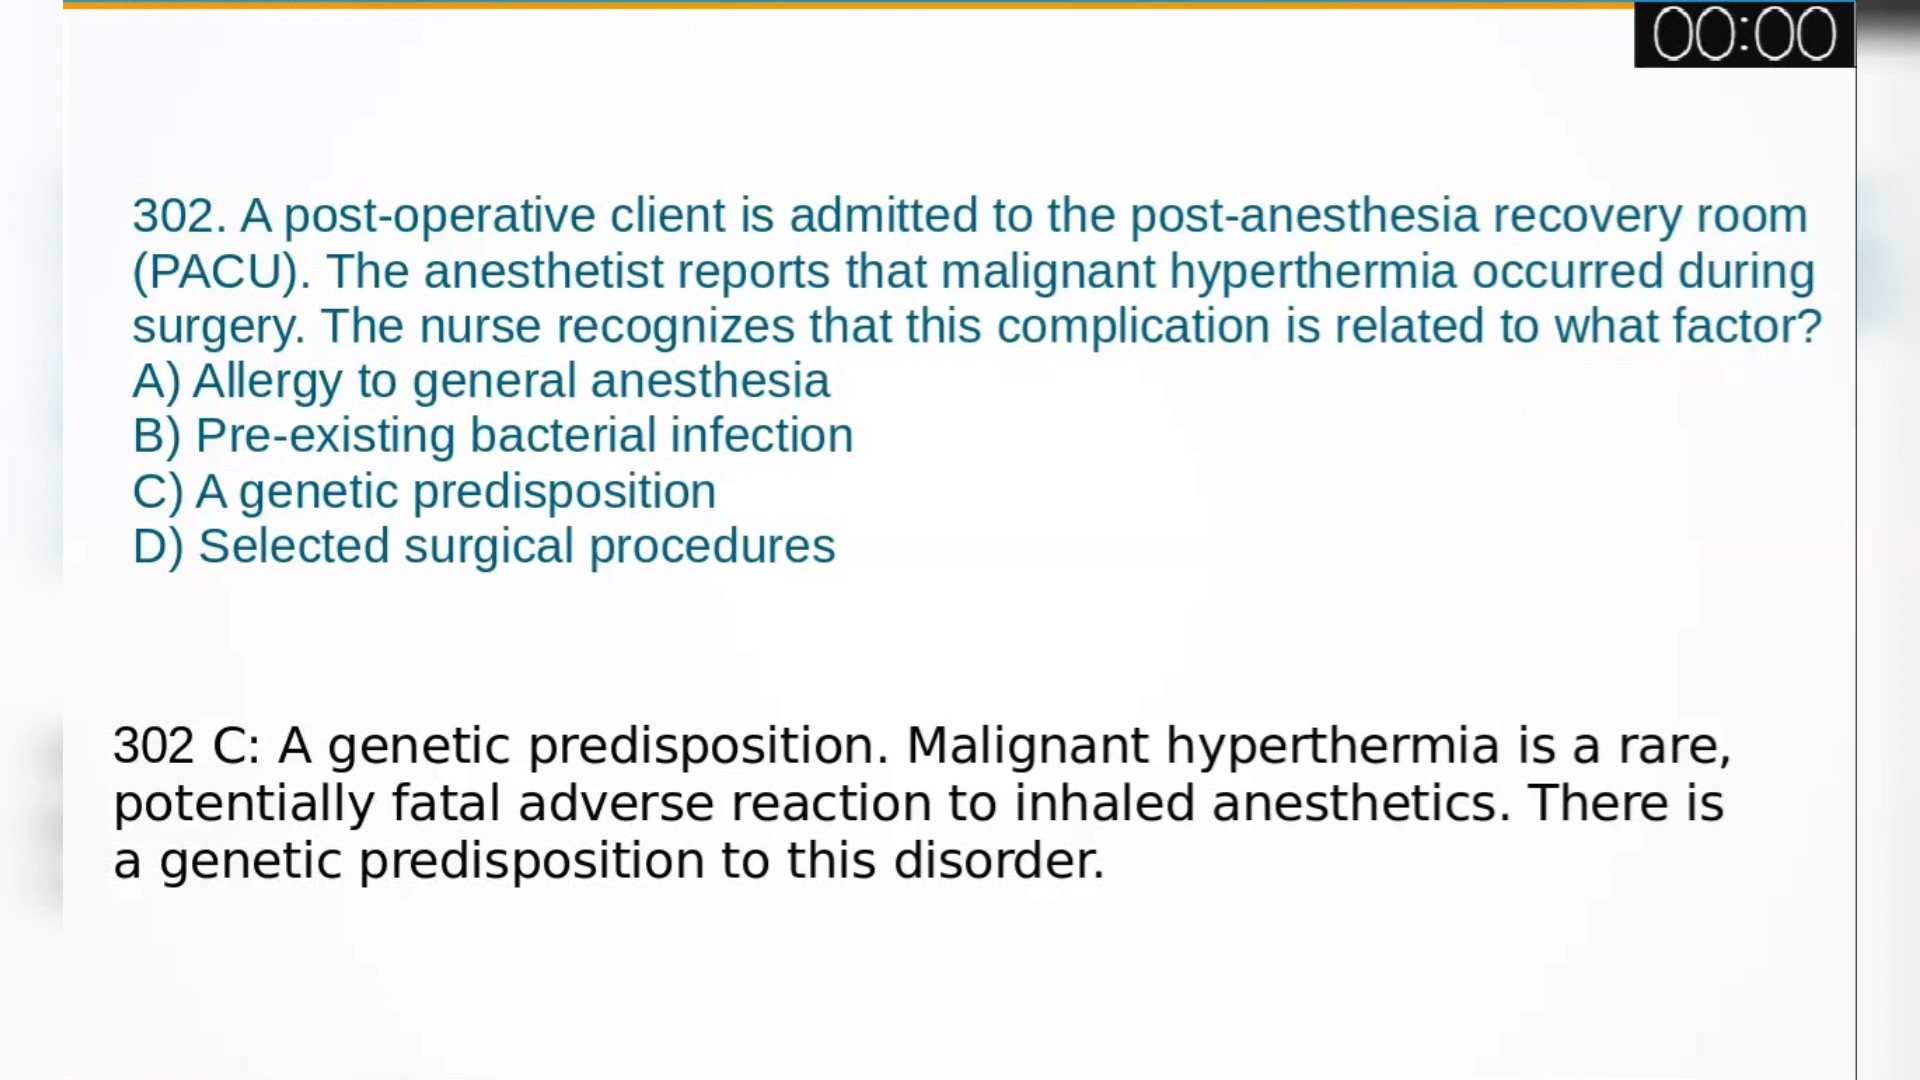 00:00
302. A post-operative client is admitted to the post-anesthesia recovery room
(PACU). The anesthetist reports that malignant hyperthermia occurred during
surgery. The nurse recognizes that this complication is related to what factor?
A) Allergy to general anesthesia
B) Pre-existing bacterial infection
C) A genetic predisposition
D) Selected surgical procedures
302 C: A genetic predisposition. Malignant hyperthermia is a rare,
potentially fatal adverse reaction to inhaled anesthetics. There is
a genetic predisposition to this disorder.